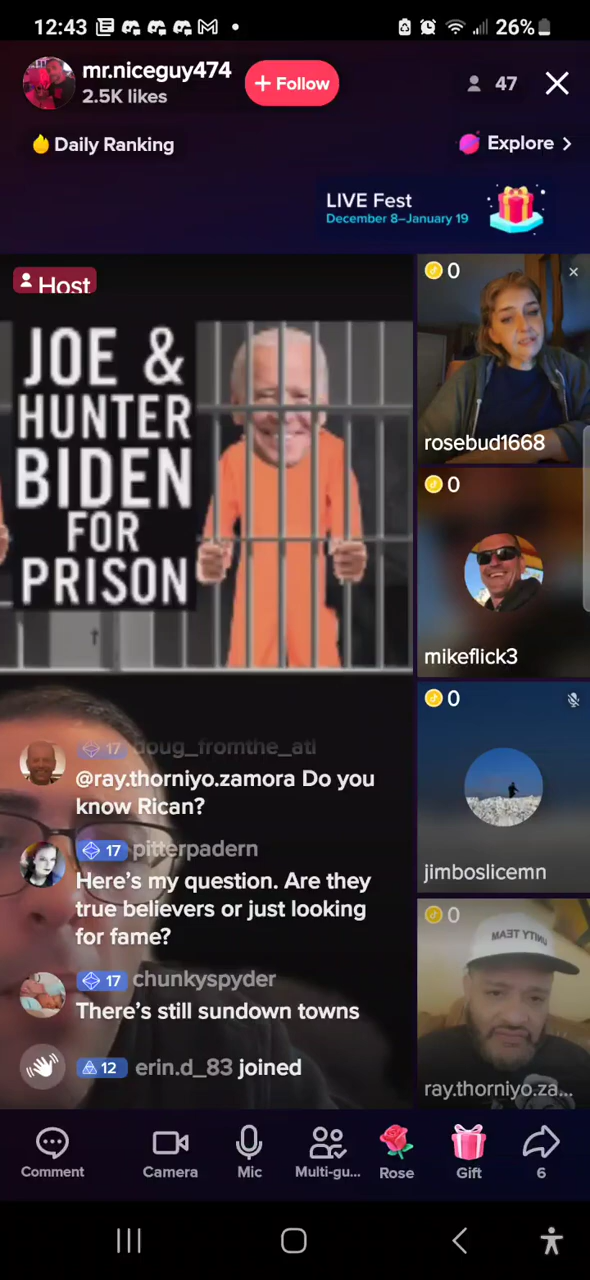 12:43
26%
mr.niceguy474
2.5K likes
+ Follow
47
Daily Ranking
Explore >
LIVE Fest
December 8–January 19
Host
JOE &
HUNTER
BIDEN
FOR
PRISON
0
rosebud1668
0
mikeflick3
0
jimboslicemn
0
UNITY TEAM
ray.thorniyo.za...
17 doug_fromthe_atl
@ray.thorniyo.zamora Do you
know Rican?
17 pitterpadern
Here's my question. Are they
true believers or just looking
for fame?
17 chunkyspyder
There's still sundown towns
12 erin.d_83 joined
Comment
Camera
Mic
Multi-gu...
Rose
Gift
6